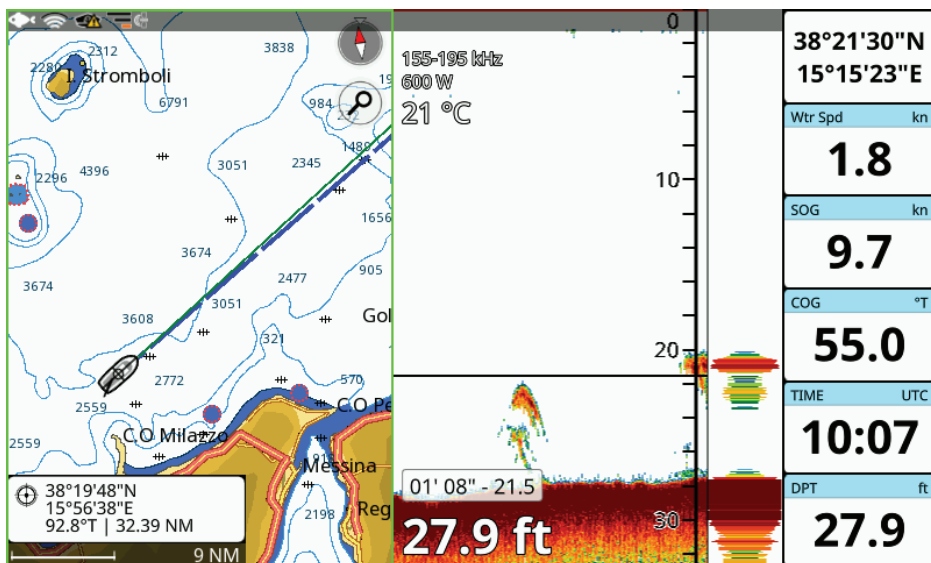 2312
2280
I. Stromboli
3838
6791
984
1489
2296
4396
3051
2345
1656
3674
2477
905
3674
3051
Gol
3608
321
2772
570
2559
C.O Pe
C.O Milazzo
2559
Messina
2198
Reg
38°19'48"N
15°56'38"E
92.8°T | 32.39 NM
9 NM
0
155-195 kHz
600 W
21 °C
10
20
01' 08" - 21.5
30
27.9 ft
38°21'30"N
15°15'23"E
Wtr Spd kn
1.8
SOG kn
9.7
COG °T
55.0
TIME UTC
10:07
DPT ft
27.9